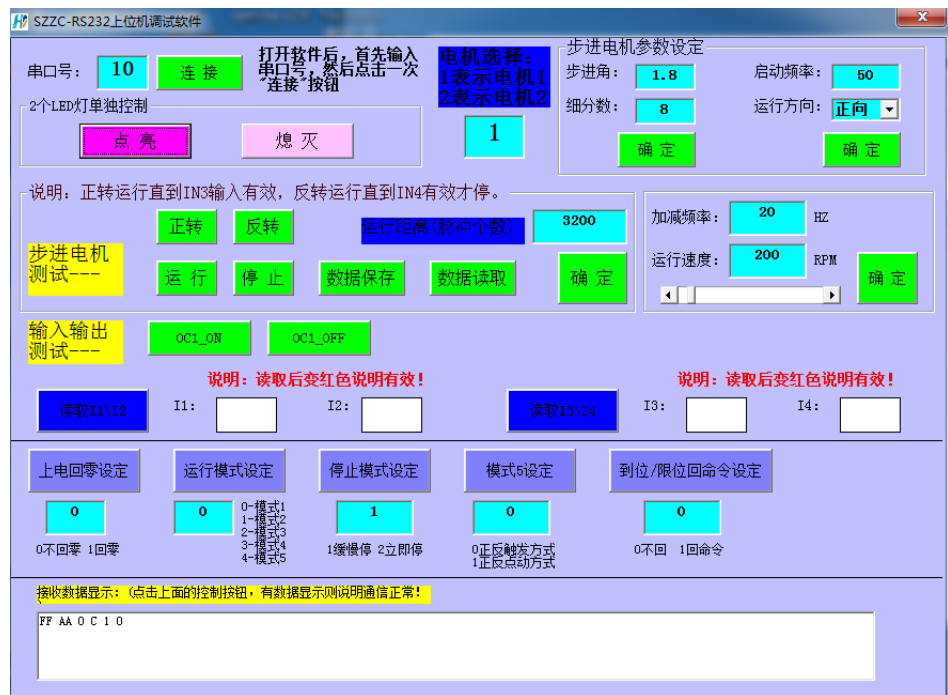 SZZC-RS232上位机调试软件
串口号： 10 连 接
打开软件后，首先输入
串口号，然后点击一次
"连接"按钮
电机选择：
1表示电机1
2表示电机2
1
步进电机参数设定
步进角： 1.8 启动频率： 50
细分数： 8 运行方向： 正向
确 定 确 定
2个LED灯单独控制
点 亮 熄 灭
说明：正转运行直到IN3输入有效，反转运行直到IN4有效才停。
正转 反转 运行距离(脉冲个数) 3200
步进电机
测试---
运 行 停 止 数据保存 数据读取 确 定
加减频率： 20 HZ
运行速度： 200 RPM
确 定
输入输出
测试---
OC1_ON OC1_OFF
说明：读取后变红色说明有效！ 说明：读取后变红色说明有效！
读取I1\I2 I1: I2: 读取I3\I4 I3: I4:
上电回零设定 运行模式设定 停止模式设定 模式5设定 到位/限位回命令设定
0 0 1 0 0
0-模式1
1-模式2
2-模式3
3-模式4
4-模式5
0不回零 1回零 1缓慢停 2立即停 0正反触发方式 0不回 1回命令
1正反点动方式
接收数据显示：（点击上面的控制按钮，有数据显示则说明通信正常！
FF AA 0 C 1 0